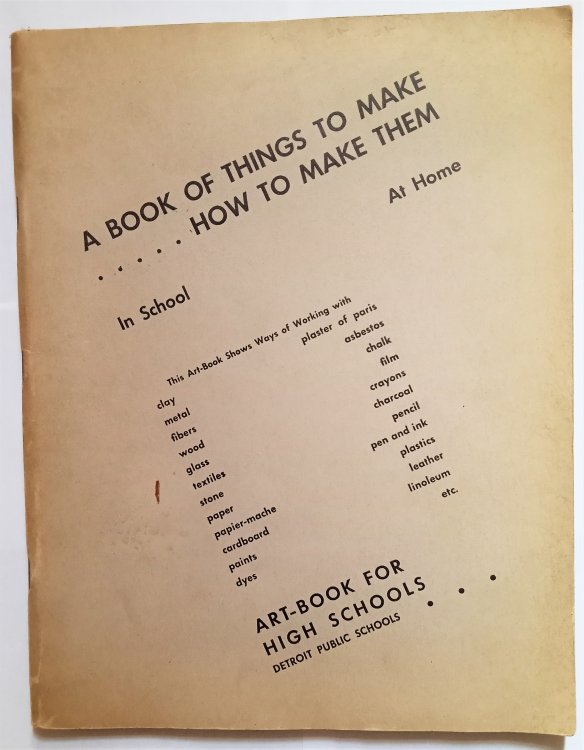 A BOOK OF THINGS TO MAKE
. . . . . HOW TO MAKE THEM
In School
At Home
This Art-Book Shows Ways of Working with
clay
metal
fibers
wood
glass
textiles
stone
paper
papier-mache
cardboard
paints
dyes
plaster of paris
asbestos
chalk
film
crayons
charcoal
pencil
pen and ink
plastics
leather
linoleum
etc.
ART-BOOK FOR
HIGH SCHOOLS . . .
DETROIT PUBLIC SCHOOLS